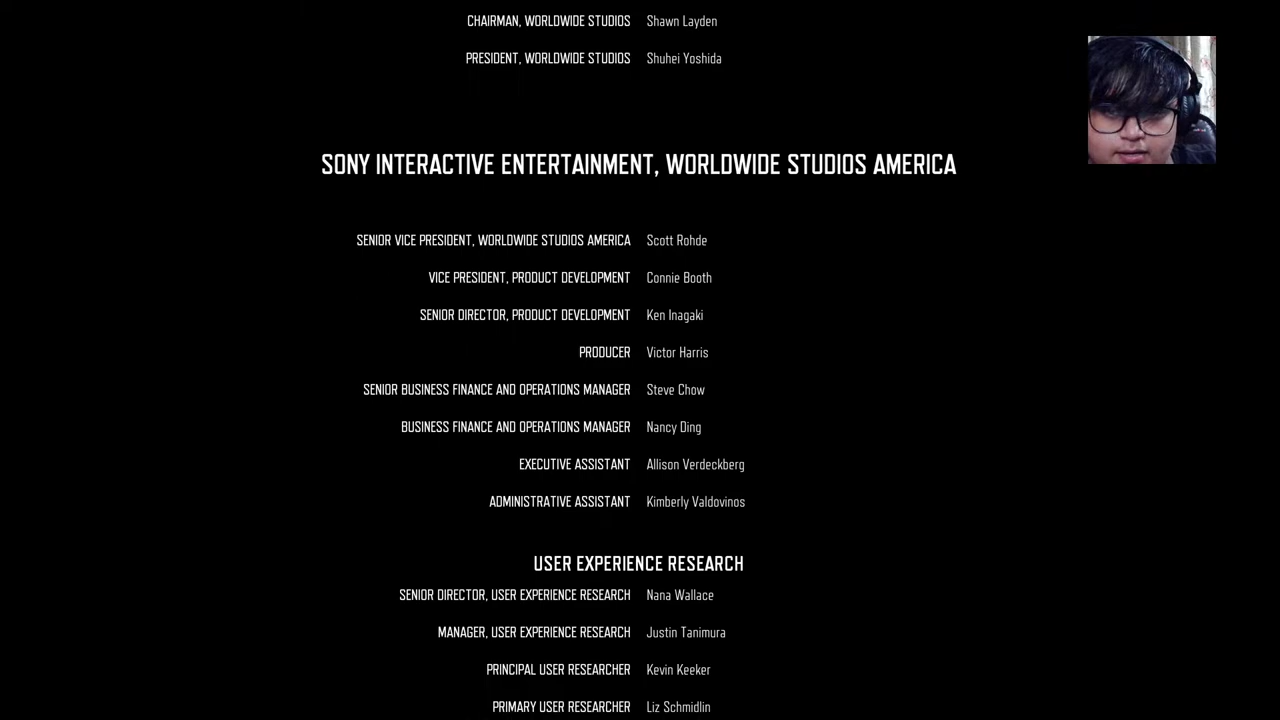 CHAIRMAN, WORLDWIDE STUDIOS Shawn Layden
PRESIDENT, WORLDWIDE STUDIOS Shuhei Yoshida
SONY INTERACTIVE ENTERTAINMENT, WORLDWIDE STUDIOS AMERICA
SENIOR VICE PRESIDENT, WORLDWIDE STUDIOS AMERICA Scott Rohde
VICE PRESIDENT, PRODUCT DEVELOPMENT Connie Booth
SENIOR DIRECTOR, PRODUCT DEVELOPMENT Ken Inagaki
PRODUCER Victor Harris
SENIOR BUSINESS FINANCE AND OPERATIONS MANAGER Steve Chow
BUSINESS FINANCE AND OPERATIONS MANAGER Nancy Ding
EXECUTIVE ASSISTANT Allison Verdeckberg
ADMINISTRATIVE ASSISTANT Kimberly Valdovinos
USER EXPERIENCE RESEARCH
SENIOR DIRECTOR, USER EXPERIENCE RESEARCH Nana Wallace
MANAGER, USER EXPERIENCE RESEARCH Justin Tanimura
PRINCIPAL USER RESEARCHER Kevin Keeker
PRIMARY USER RESEARCHER Liz Schmidlin